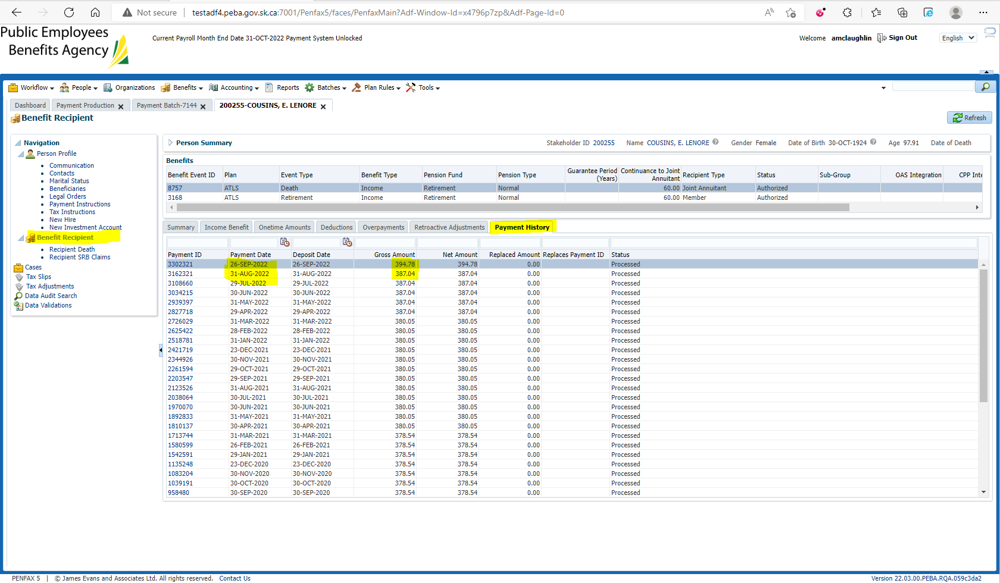 Not secure testadf4.peba.gov.sk.ca:7001/Penfax5/faces/PenfaxMain?Adf-Window-Id=x4796p7zp&Adf-Page-Id=0
Public Employees
Benefits Agency
Current Payroll Month End Date 31-OCT-2022 Payment System Unlocked
Welcome amclaughlin Sign Out English
Workflow People Organizations Benefits Accounting Reports Batches Plan Rules Tools
Dashboard Payment Production Payment Batch-7144 200255-COUSINS, E. LENORE
Benefit Recipient
Refresh
Navigation
Person Profile
Communication
Contacts
Marital Status
Beneficiaries
Legal Orders
Payment Instructions
Tax Instructions
New Hire
New Investment Account
Benefit Recipient
Recipient Death
Recipient SRB Claims
Cases
Tax Slips
Tax Adjustments
Data Audit Search
Data Validations
Person Summary Stakeholder ID 200255 Name COUSINS, E. LENORE Gender Female Date of Birth 30-OCT-1924 Age 97.91 Date of Death
Benefits
Benefit Event ID Plan Event Type Benefit Type Pension Fund Pension Type Guarantee Period (Years) Continuance to Joint Annuitant Recipient Type Status Sub-Group OAS Integration CPP Inte
8757 ATLS Death Income Retirement Normal 60.00 Joint Annuitant Authorized
3168 ATLS Retirement Income Retirement Normal 60.00 Member Authorized
Summary Income Benefit Onetime Amounts Deductions Overpayments Retroactive Adjustments Payment History
Payment ID Payment Date Deposit Date Gross Amount Net Amount Replaced Amount Replaces Payment ID Status
3302321 26-SEP-2022 26-SEP-2022 394.78 394.78 0.00 Processed
3162321 31-AUG-2022 31-AUG-2022 387.04 387.04 0.00 Processed
3108660 29-JUL-2022 29-JUL-2022 387.04 387.04 0.00 Processed
3034215 30-JUN-2022 30-JUN-2022 387.04 387.04 0.00 Processed
2939397 31-MAY-2022 31-MAY-2022 387.04 387.04 0.00 Processed
2827718 29-APR-2022 29-APR-2022 387.04 387.04 0.00 Processed
2726029 31-MAR-2022 31-MAR-2022 380.05 380.05 0.00 Processed
2625422 28-FEB-2022 28-FEB-2022 380.05 380.05 0.00 Processed
2518781 31-JAN-2022 31-JAN-2022 380.05 380.05 0.00 Processed
2421719 23-DEC-2021 23-DEC-2021 380.05 380.05 0.00 Processed
2344926 30-NOV-2021 30-NOV-2021 380.05 380.05 0.00 Processed
2261594 29-OCT-2021 29-OCT-2021 380.05 380.05 0.00 Processed
2203547 29-SEP-2021 29-SEP-2021 380.05 380.05 0.00 Processed
2123526 31-AUG-2021 31-AUG-2021 380.05 380.05 0.00 Processed
2038064 30-JUL-2021 30-JUL-2021 380.05 380.05 0.00 Processed
1970070 30-JUN-2021 30-JUN-2021 380.05 380.05 0.00 Processed
1892833 31-MAY-2021 31-MAY-2021 380.05 380.05 0.00 Processed
1810137 30-APR-2021 30-APR-2021 380.05 380.05 0.00 Processed
1713744 31-MAR-2021 31-MAR-2021 378.54 378.54 0.00 Processed
1580599 26-FEB-2021 26-FEB-2021 378.54 378.54 0.00 Processed
1542591 29-JAN-2021 29-JAN-2021 378.54 378.54 0.00 Processed
1135248 23-DEC-2020 23-DEC-2020 378.54 378.54 0.00 Processed
1083204 30-NOV-2020 30-NOV-2020 378.54 378.54 0.00 Processed
1039191 30-OCT-2020 30-OCT-2020 378.54 378.54 0.00 Processed
958480 30-SEP-2020 30-SEP-2020 378.54 378.54 0.00 Processed
PENFAX 5 | © James Evans and Associates Ltd. All rights reserved. Contact Us Version 22.03.00.PEBA.RQA.059c3da2